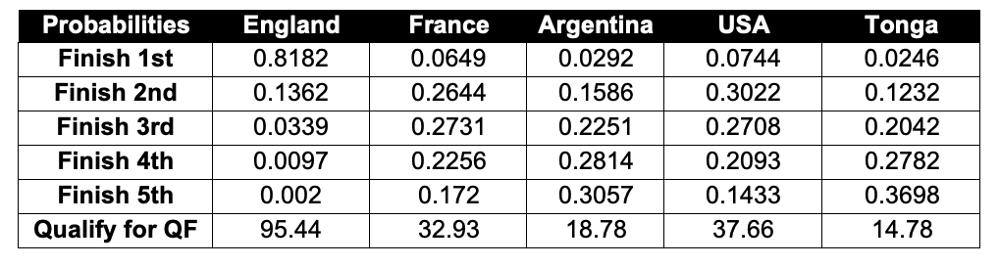 Probabilities England France Argentina USA Tonga
Finish 1st 0.8182 0.0649 0.0292 0.0744 0.0246
Finish 2nd 0.1362 0.2644 0.1586 0.3022 0.1232
Finish 3rd 0.0339 0.2731 0.2251 0.2708 0.2042
Finish 4th 0.0097 0.2256 0.2814 0.2093 0.2782
Finish 5th 0.002 0.172 0.3057 0.1433 0.3698
Qualify for QF 95.44 32.93 18.78 37.66 14.78